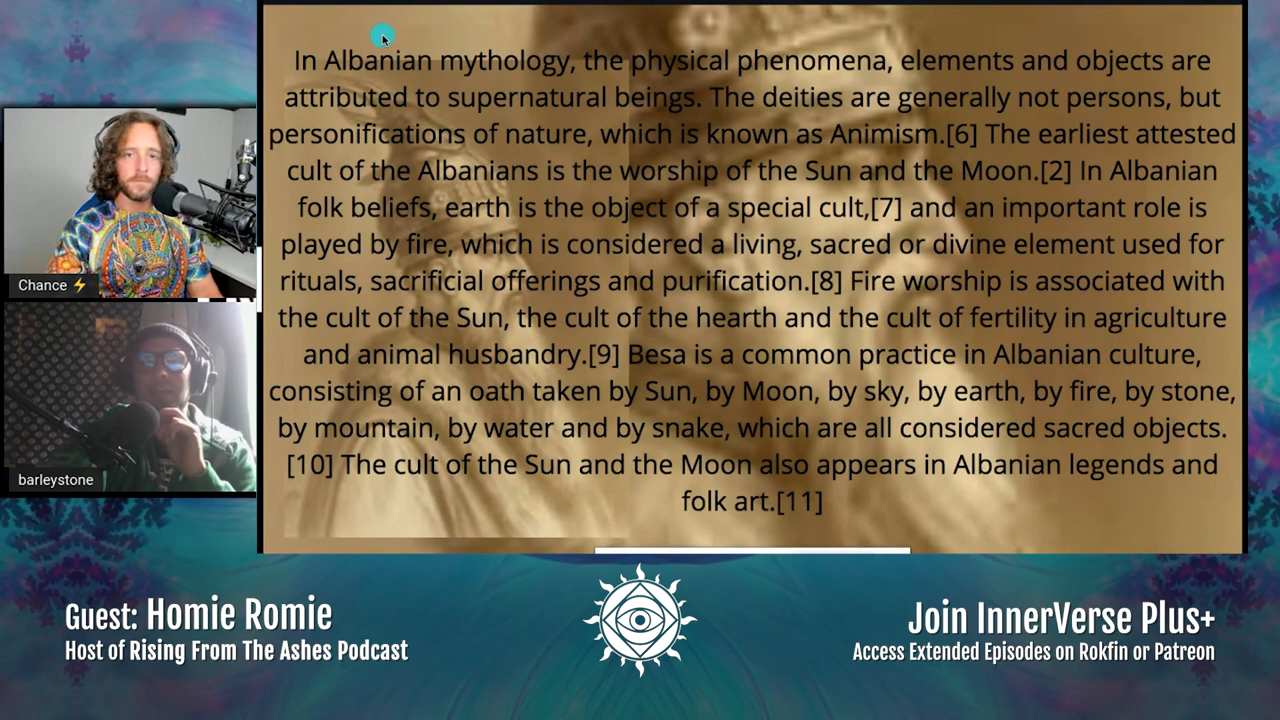 In Albanian mythology, the physical phenomena, elements and objects are
attributed to supernatural beings. The deities are generally not persons, but
personifications of nature, which is known as Animism.[6] The earliest attested
cult of the Albanians is the worship of the Sun and the Moon.[2] In Albanian
folk beliefs, earth is the object of a special cult,[7] and an important role is
played by fire, which is considered a living, sacred or divine element used for
rituals, sacrificial offerings and purification.[8] Fire worship is associated with
the cult of the Sun, the cult of the hearth and the cult of fertility in agriculture
and animal husbandry.[9] Besa is a common practice in Albanian culture,
consisting of an oath taken by Sun, by Moon, by sky, by earth, by fire, by stone,
by mountain, by water and by snake, which are all considered sacred objects.
[10] The cult of the Sun and the Moon also appears in Albanian legends and
folk art.[11]
Chance ⚡
barleystone
Guest: Homie Romie
Host of Rising From The Ashes Podcast
Join InnerVerse Plus+
Access Extended Episodes on Rokfin or Patreon